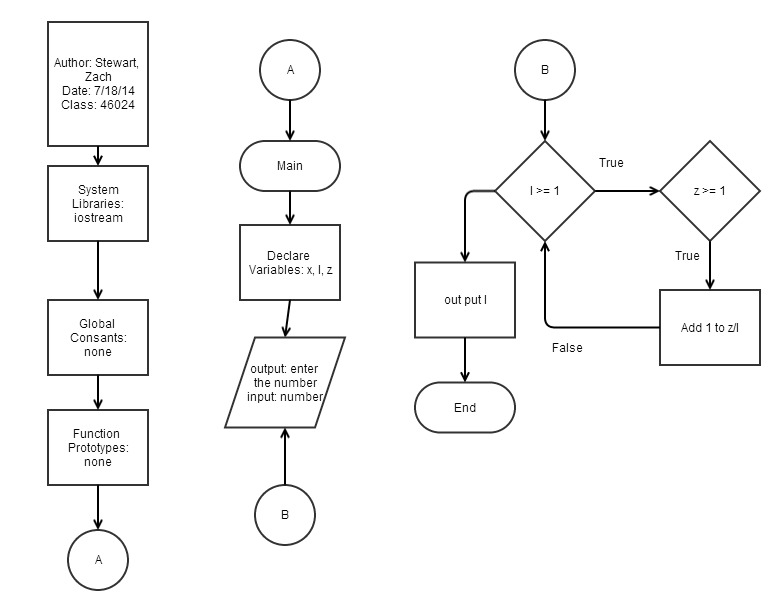 Author: Stewart,
Zach
Date: 7/18/14
Class: 46024
System
Libraries:
iostream
Global
Consants:
none
Function
Prototypes:
none
A
A
Main
Declare
Variables: x, I, z
output: enter
the number
input: number
B
B
I >= 1
True
z >= 1
True
Add 1 to z/I
False
out put I
End